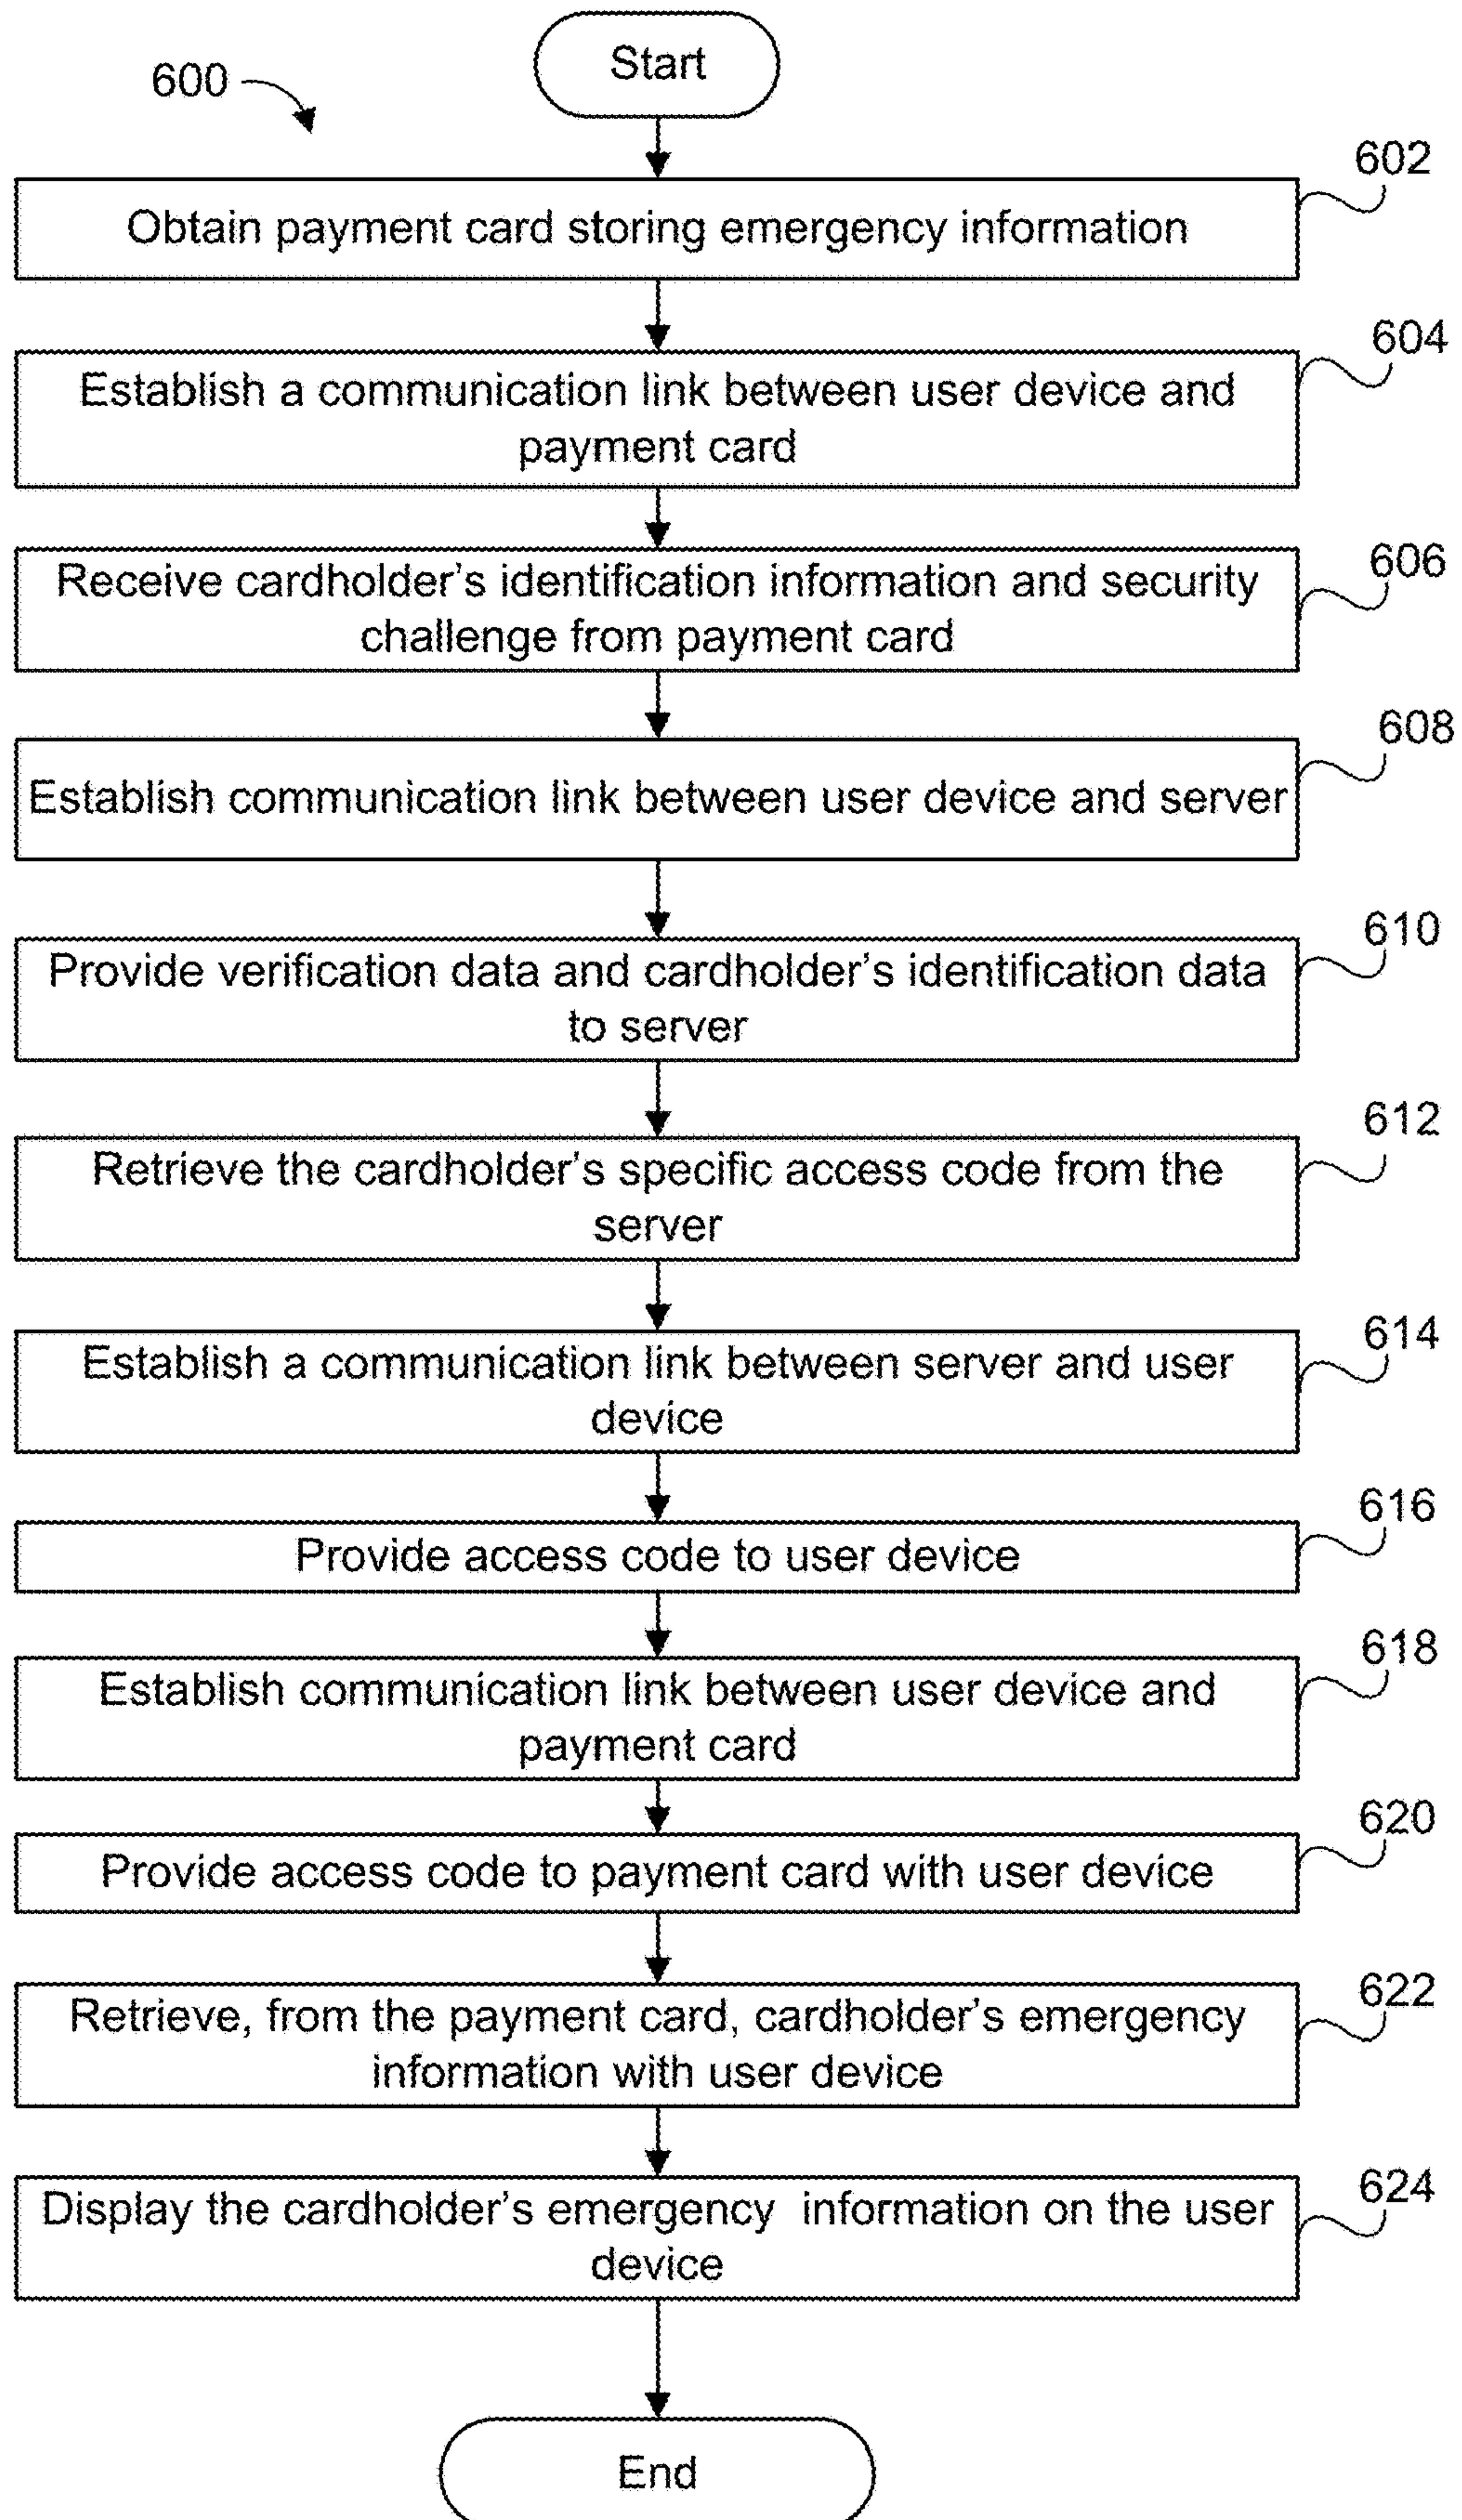 Start
600
602
Obtain payment card storing emergency information
604
Establish a communication link between user device and
payment card
606
Receive cardholder's identification information and security
challenge from payment card
608
Establish communication link between user device and server
610
Provide verification data and cardholder's identification data
to server
612
Retrieve the cardholder's specific access code from the
server
614
Establish a communication link between server and user
device
616
Provide access code to user device
618
Establish communication link between user device and
payment card
620
Provide access code to payment card with user device
622
Retrieve, from the payment card, cardholder's emergency
information with user device
624
Display the cardholder's emergency information on the user
device
End